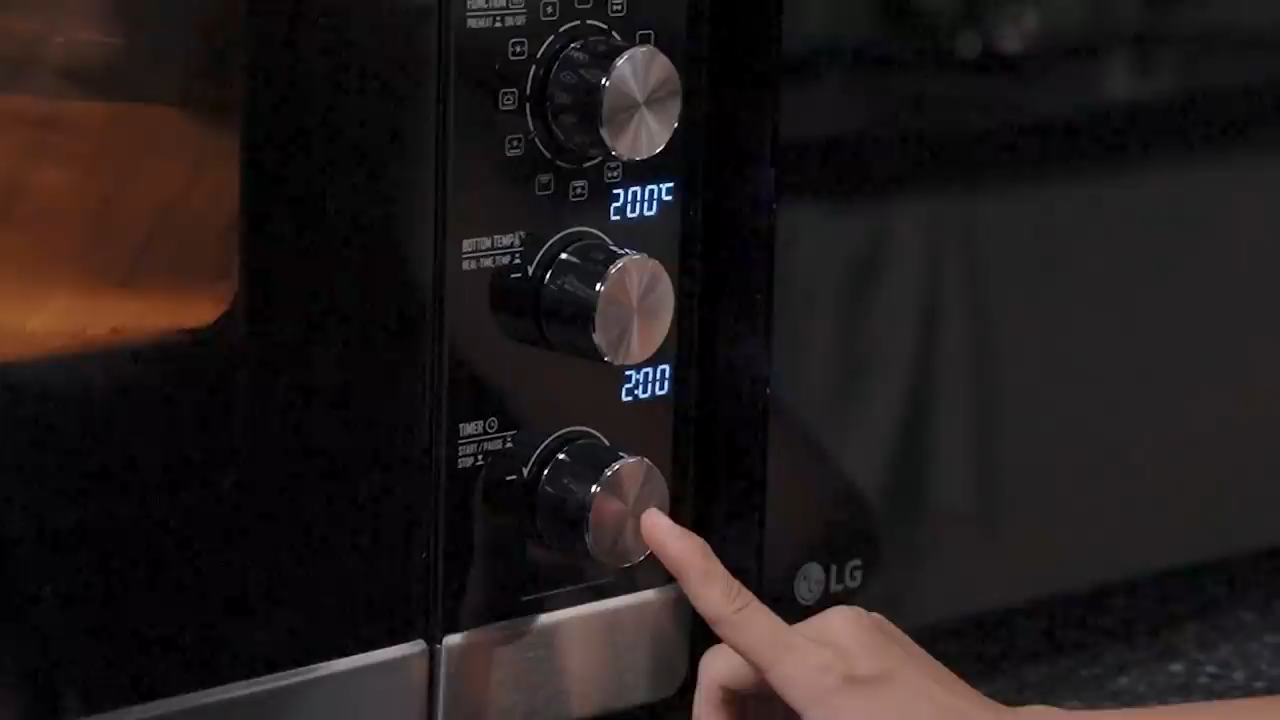 FUNCTION
PREHEAT ON/OFF
200°C
BOTTOM TEMP
REAL-TIME TEMP
2:00
TIMER
START / PAUSE
STOP
LG